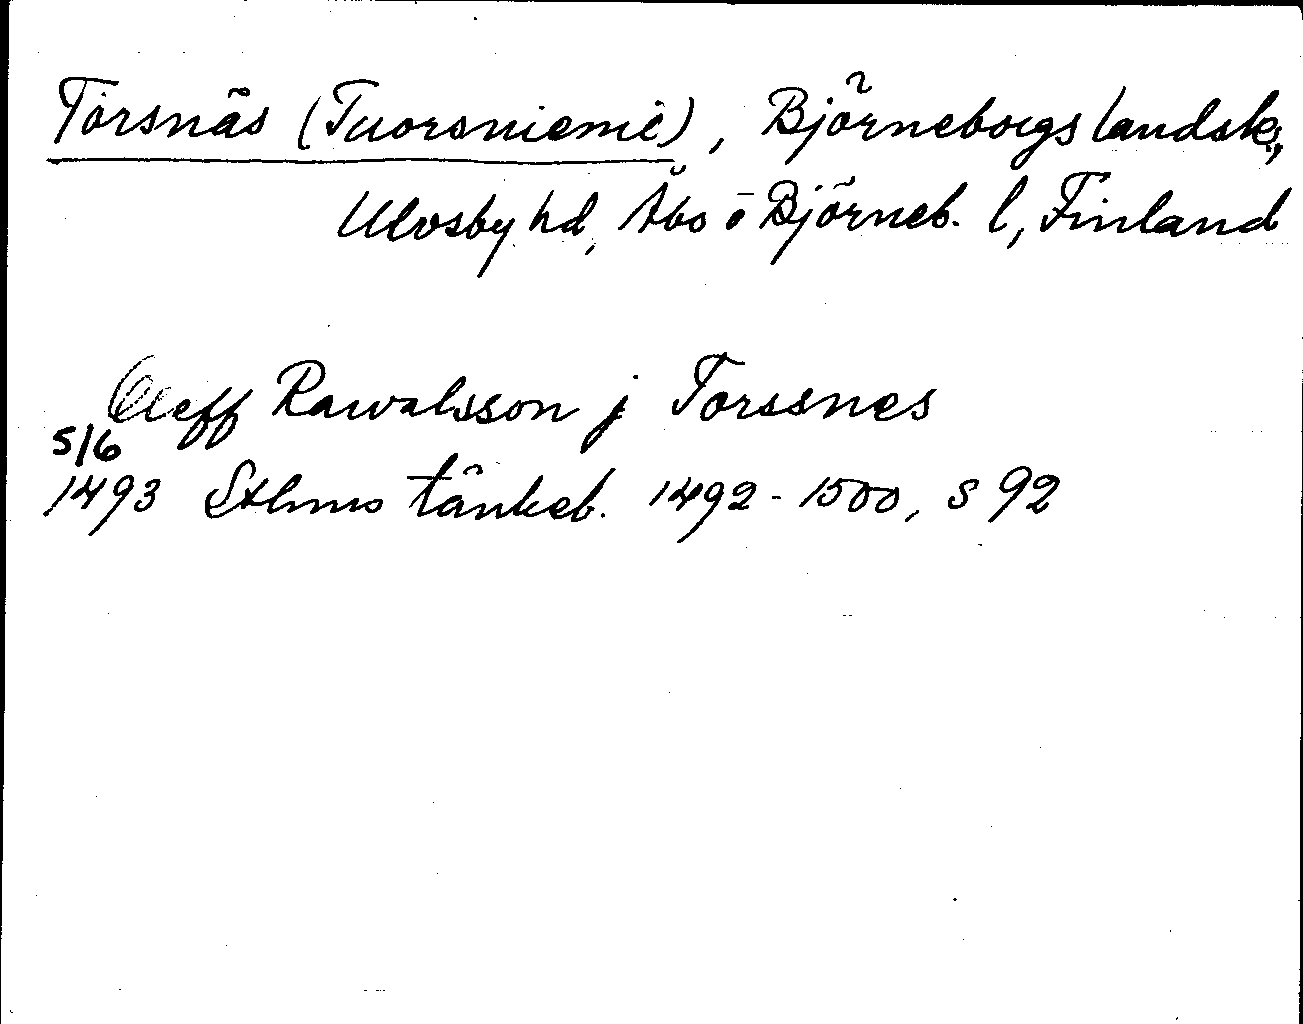 Torsnäs (Tuorsniemi), Björneborgs landsk.,
Ulvsby hd, Åbo o Björneb. l, Finland
Oleff Rawalsson j Torssnes
5/6
1493 Sthms tänkeb. 1492-1500, s 92